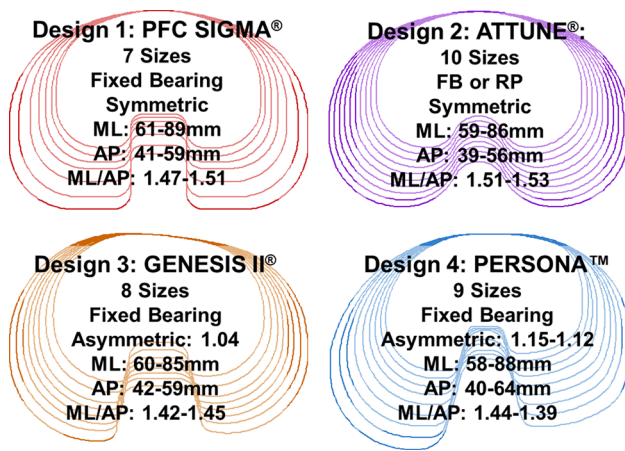 Design 1: PFC SIGMA®
7 Sizes
Fixed Bearing
Symmetric
ML: 61-89mm
AP: 41-59mm
ML/AP: 1.47-1.51
Design 2: ATTUNE®:
10 Sizes
FB or RP
Symmetric
ML: 59-86mm
AP: 39-56mm
ML/AP: 1.51-1.53
Design 3: GENESIS II®
8 Sizes
Fixed Bearing
Asymmetric: 1.04
ML: 60-85mm
AP: 42-59mm
ML/AP: 1.42-1.45
Design 4: PERSONA™
9 Sizes
Fixed Bearing
Asymmetric: 1.15-1.12
ML: 58-88mm
AP: 40-64mm
ML/AP: 1.44-1.39